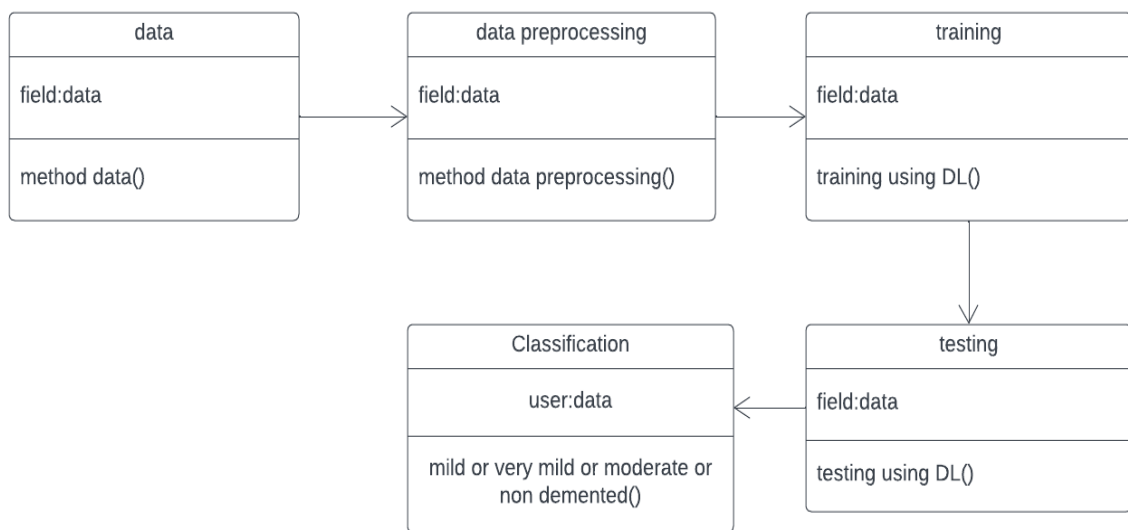 data
field:data
method data()
data preprocessing
field:data
method data preprocessing()
training
field:data
training using DL()
testing
field:data
testing using DL()
Classification
user:data
mild or very mild or moderate or
non demented()